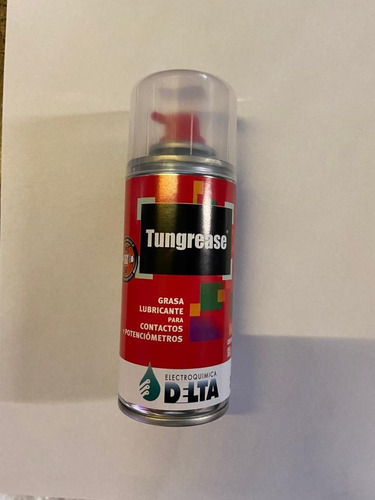 Tungrease®
GRASA
LUBRICANTE
PARA
CONTACTOS
Y POTENCIÓMETROS
ELECTROQUIMICA
DELTA